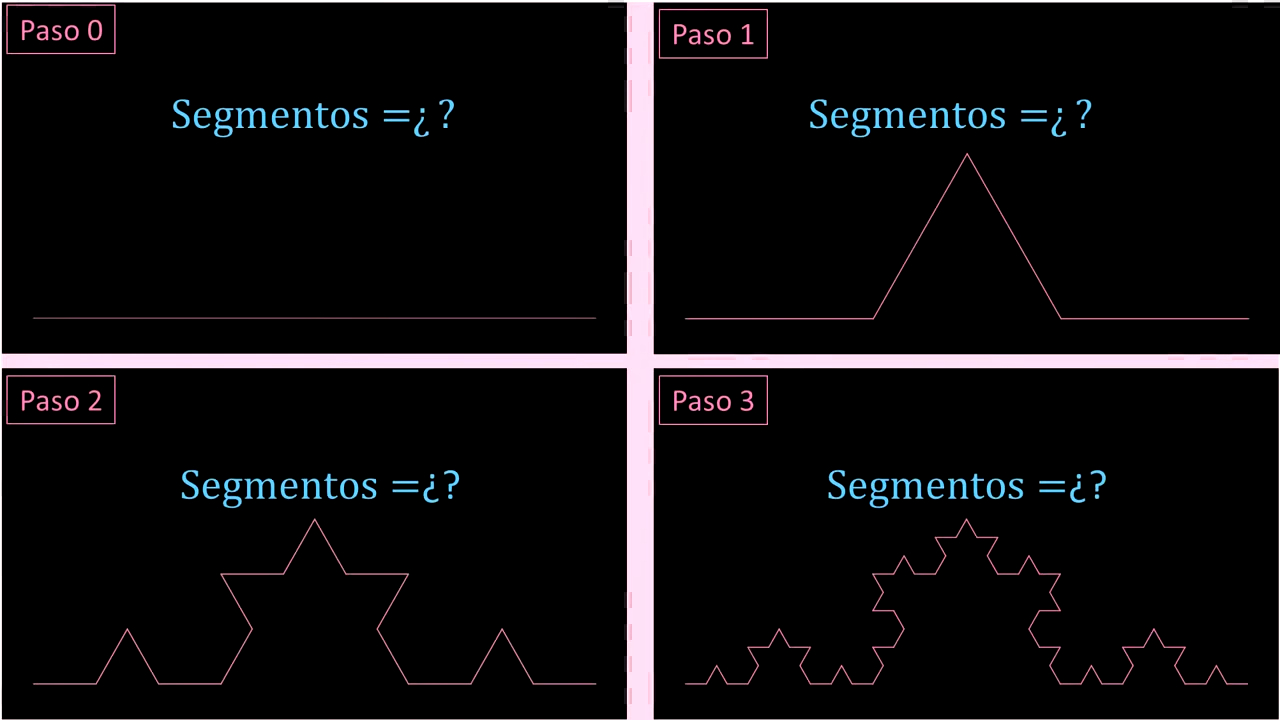 Paso 0
Segmentos =¿ ?
Paso 1
Segmentos =¿ ?
Paso 2
Segmentos =¿?
Paso 3
Segmentos =¿?